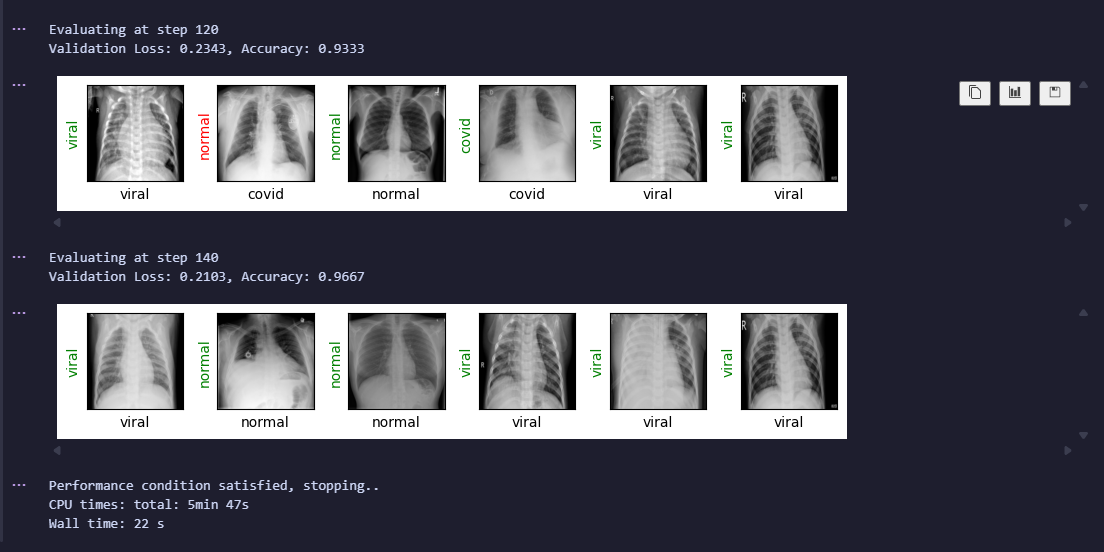 Evaluating at step 120
Validation Loss: 0.2343, Accuracy: 0.9333
viral normal normal covid viral viral
viral covid normal covid viral viral
Evaluating at step 140
Validation Loss: 0.2103, Accuracy: 0.9667
viral normal normal viral viral viral
viral normal normal viral viral viral
Performance condition satisfied, stopping..
CPU times: total: 5min 47s
Wall time: 22 s